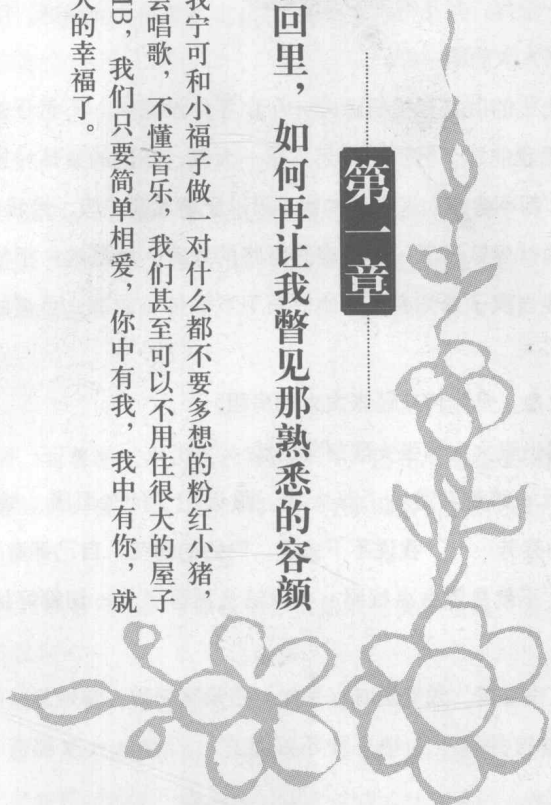 第一章
回里，如何再让我瞥见那熟悉的容颜
我宁可和小福子做一对什么都不要多想的粉红小猪，
会唱歌，不懂音乐，我们甚至可以不用住很大的屋子
我们只要简单相爱，你中有我，我中有你，就
大的幸福了。